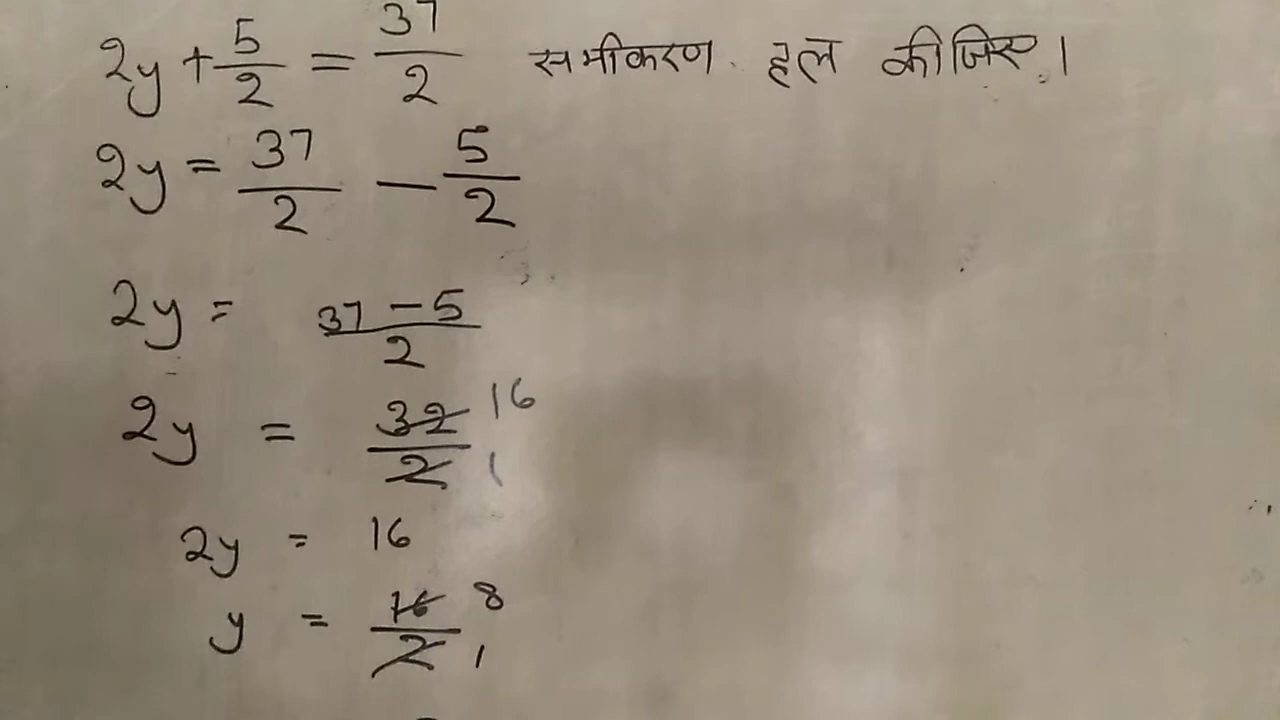 2y + 5/2 = 37/2 समीकरण हल कीजिए।
2y = 37/2 - 5/2
2y = 37 - 5/2
2y = 32/2 16 1
2y = 16
y = 16/2 8 1